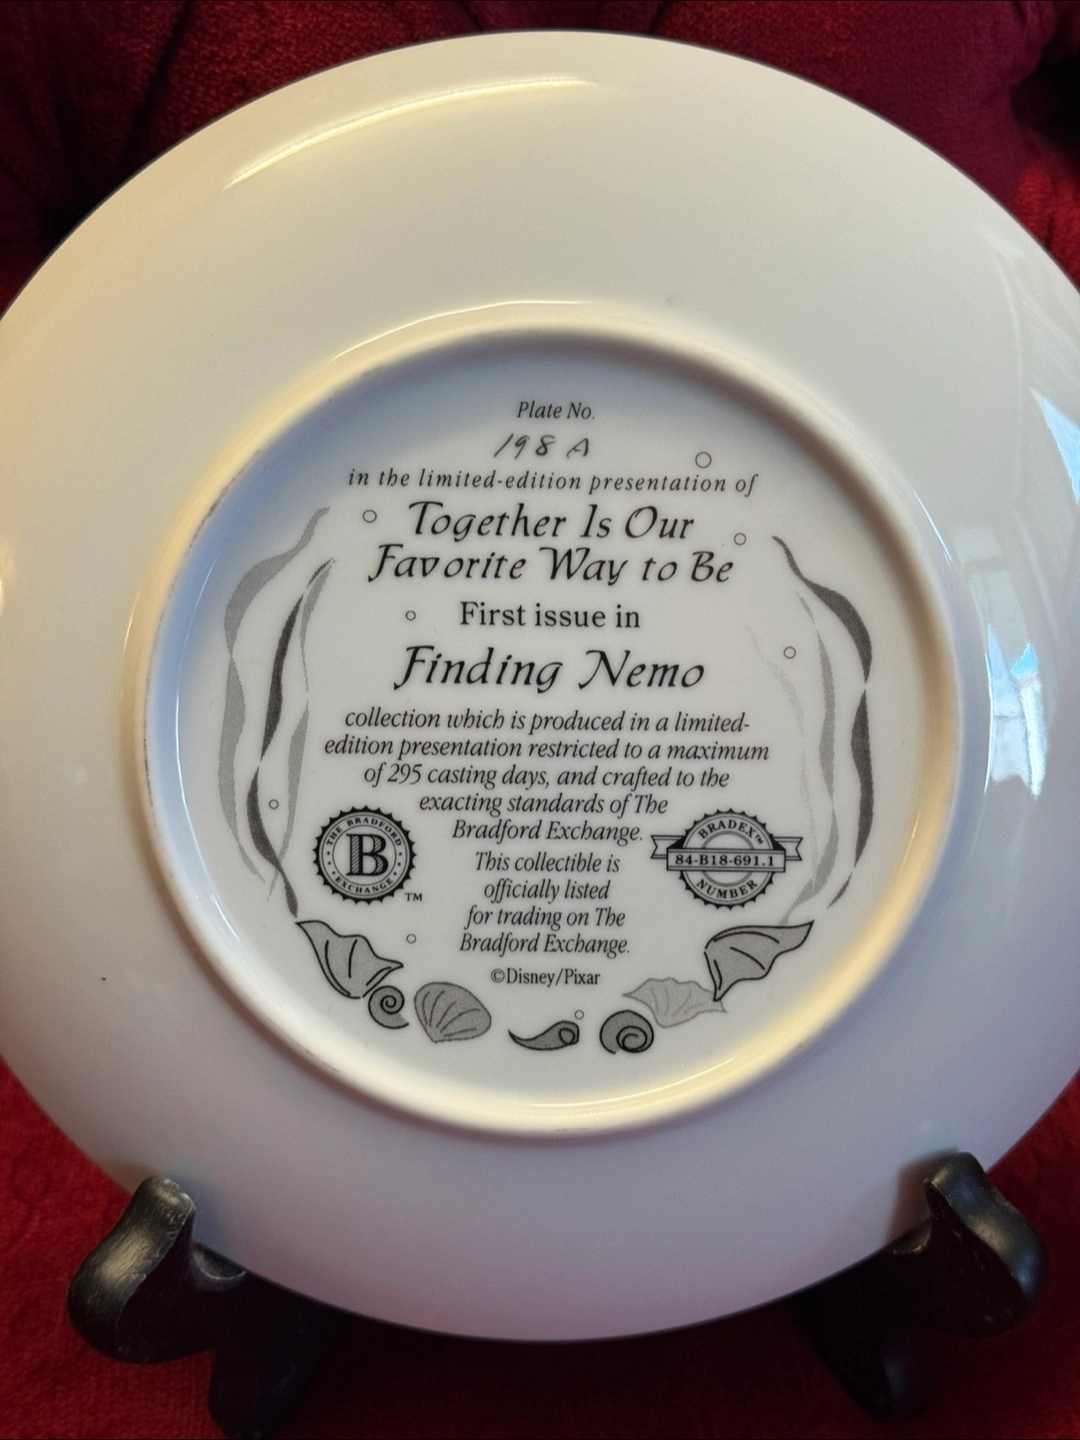 Plate No.
198 A
in the limited-edition presentation of
Together Is Our
Favorite Way to Be
First issue in
Finding Nemo
collection which is produced in a limited-
edition presentation restricted to a maximum
of 295 casting days, and crafted to the
exacting standards of The
Bradford Exchange.
THE BRADFORD
B
EXCHANGE
TM
BRADEX™
84-B18-691.1
NUMBER
This collectible is
officially listed
for trading on The
Bradford Exchange.
©Disney/Pixar